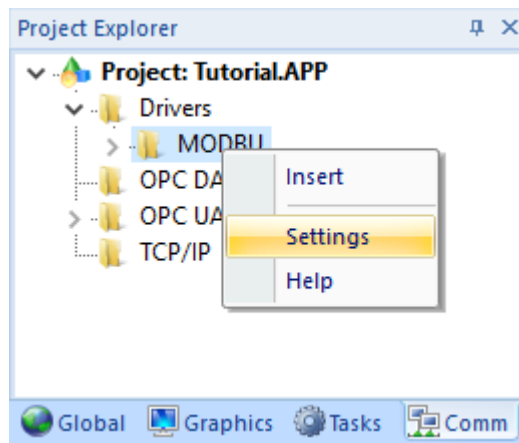 Project Explorer
Project: Tutorial.APP
Drivers
MODBU
Insert
OPC DA
OPC UA
Settings
TCP/IP
Help
Global Graphics Tasks Comm